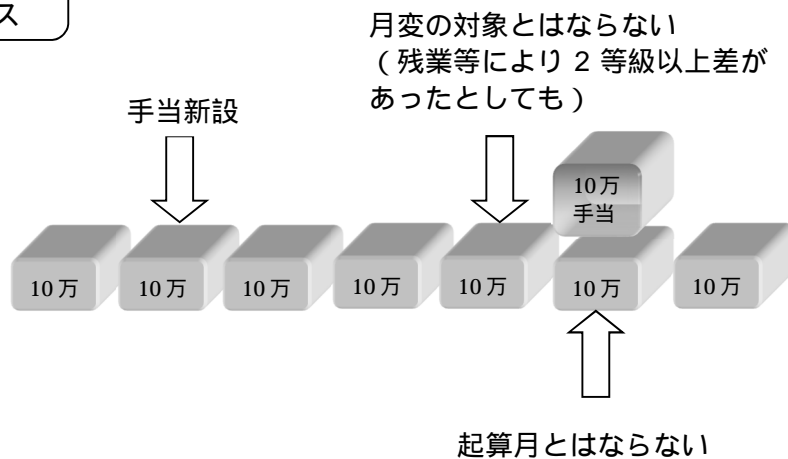 ス
月変の対象とはならない
（残業等により 2 等級以上差が
あったとしても）
手当新設
10万
手当
10万
10万
10万
10万
10万
10万
10万
起算月とはならない